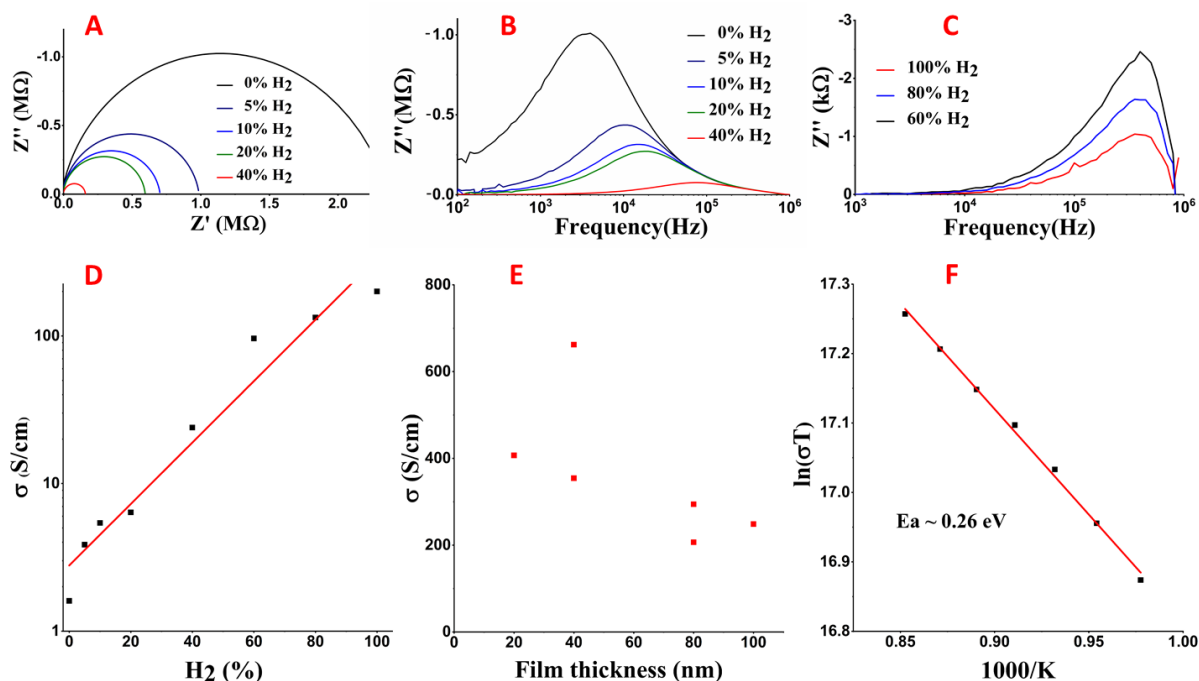 A
Z'' (MΩ)
-1.0
-0.5
0.0
0% H2
5% H2
10% H2
20% H2
40% H2
0.0 0.5 1.0 1.5 2.0
Z' (MΩ)
B
Z''(MΩ)
-1.0
-0.5
-0.0
0% H2
5% H2
10% H2
20% H2
40% H2
10^2 10^3 10^4 10^5 10^6
Frequency(Hz)
C
Z'' (kΩ)
-3
-2
-1
0
100% H2
80% H2
60% H2
10^3 10^4 10^5 10^6
Frequency(Hz)
D
σ (S/cm)
100
10
1
0 20 40 60 80 100
H2 (%)
E
σ (S/cm)
800
600
400
200
0
0 20 40 60 80 100
Film thickness (nm)
F
ln(σT)
17.3
17.2
17.1
17.0
16.9
16.8
Ea ~ 0.26 eV
0.85 0.90 0.95 1.00
1000/K